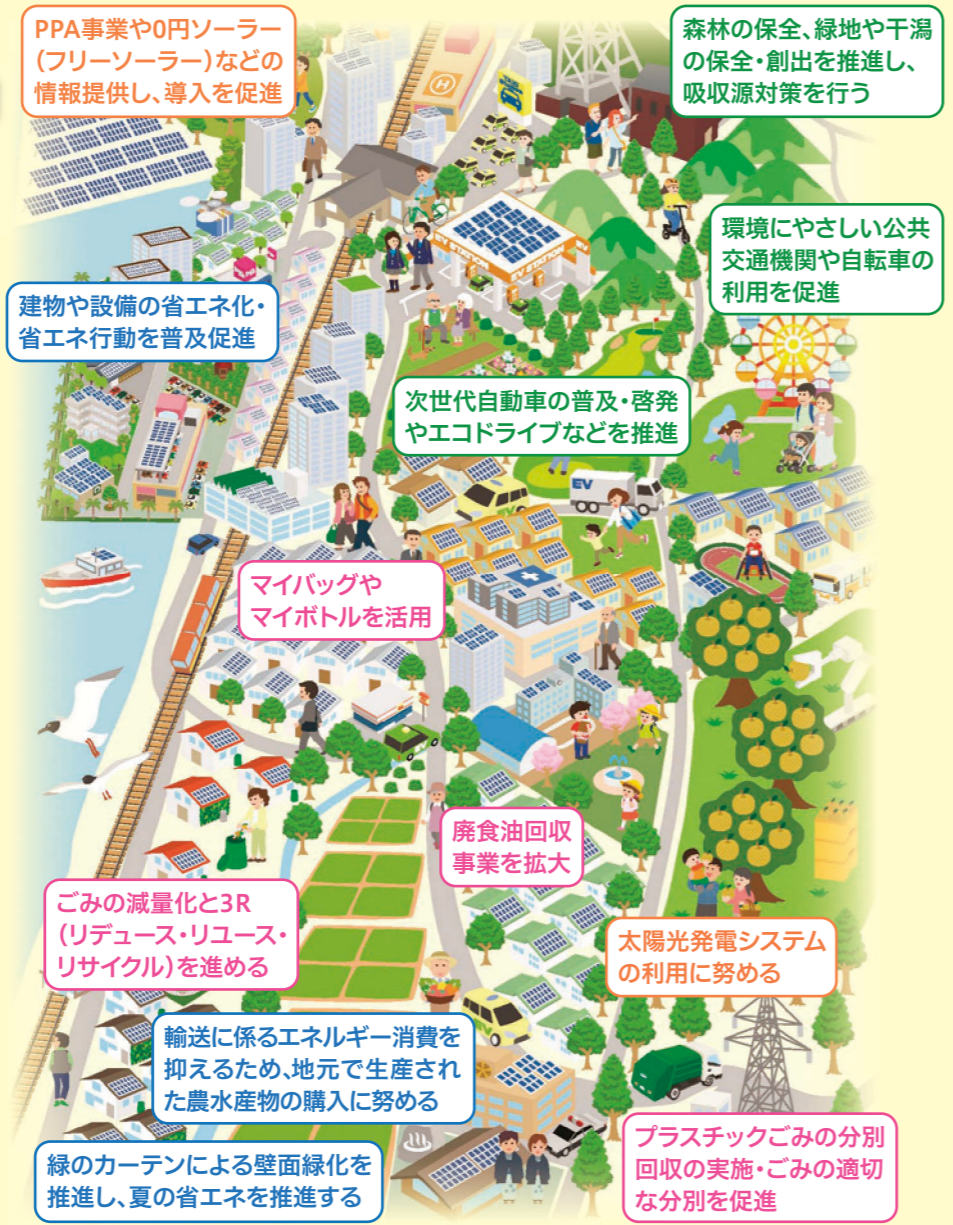 PPA事業や0円ソーラー
(フリーソーラー)などの
情報提供し、導入を促進
森林の保全、緑地や干潟
の保全・創出を推進し、
吸収源対策を行う
H
環境にやさしい公共
交通機関や自転車の
利用を促進
EV STATION
EV STATION
EV
建物や設備の省エネ化・
省エネ行動を普及促進
次世代自動車の普及・啓発
やエコドライブなどを推進
EV
マイバッグや
マイボトルを活用
廃食油回収
事業を拡大
ごみの減量化と3R
(リデュース・リユース・
リサイクル)を進める
太陽光発電システム
の利用に努める
輸送に係るエネルギー消費を
抑えるため、地元で生産され
た農水産物の購入に努める
プラスチックごみの分別
回収の実施・ごみの適切
な分別を促進
緑のカーテンによる壁面緑化を
推進し、夏の省エネを推進する